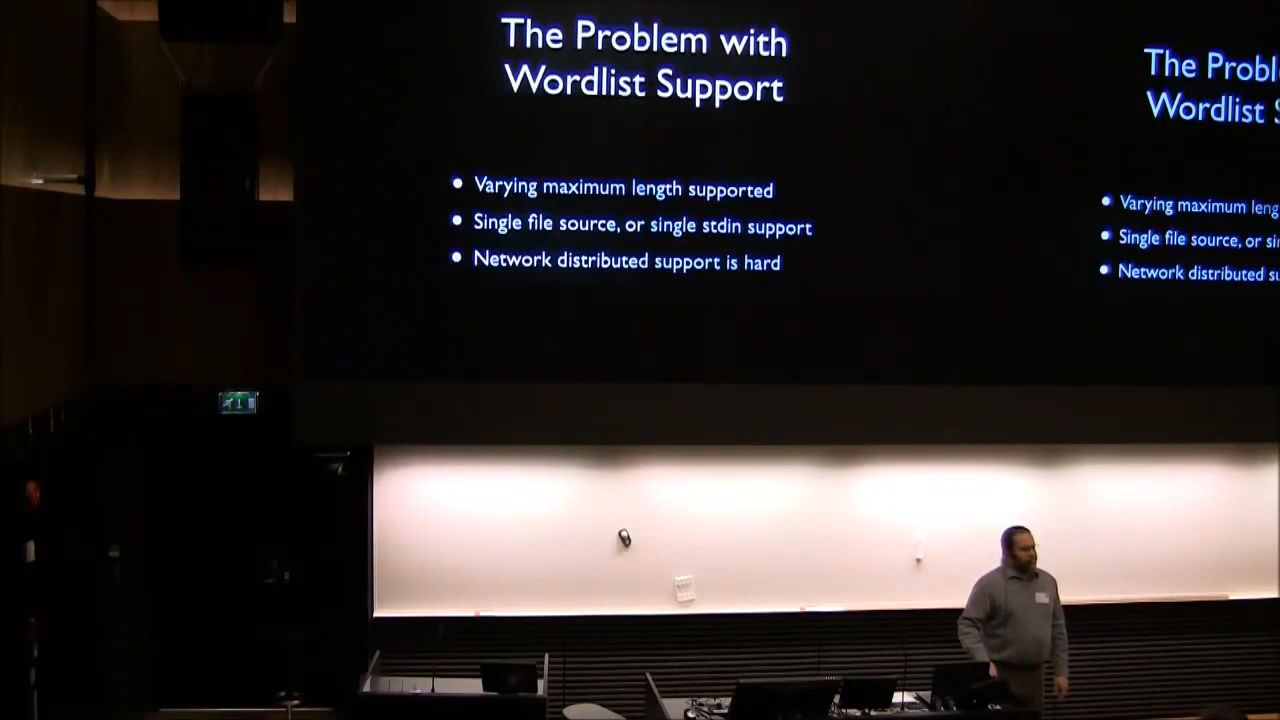 The Problem with
Wordlist Support
• Varying maximum length supported
• Single file source, or single stdin support
• Network distributed support is hard
The Probl
Wordlist S
• Varying maximum leng
• Single file source, or si
• Network distributed su